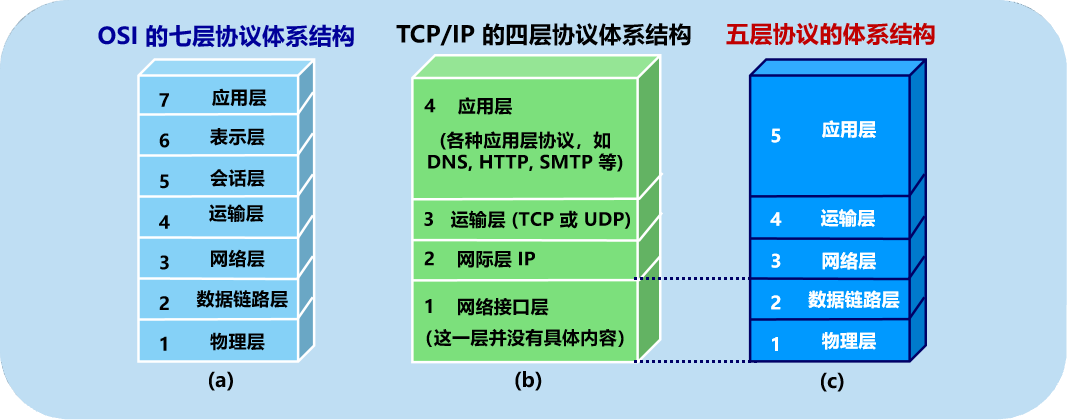 OSI 的七层协议体系结构
7 应用层
6 表示层
5 会话层
4 运输层
3 网络层
2 数据链路层
1 物理层
(a)
TCP/IP 的四层协议体系结构
4 应用层
(各种应用层协议，如
DNS, HTTP, SMTP 等)
3 运输层 (TCP 或 UDP)
2 网际层 IP
1 网络接口层
（这一层并没有具体内容）
(b)
五层协议的体系结构
5 应用层
4 运输层
3 网络层
2 数据链路层
1 物理层
(c)